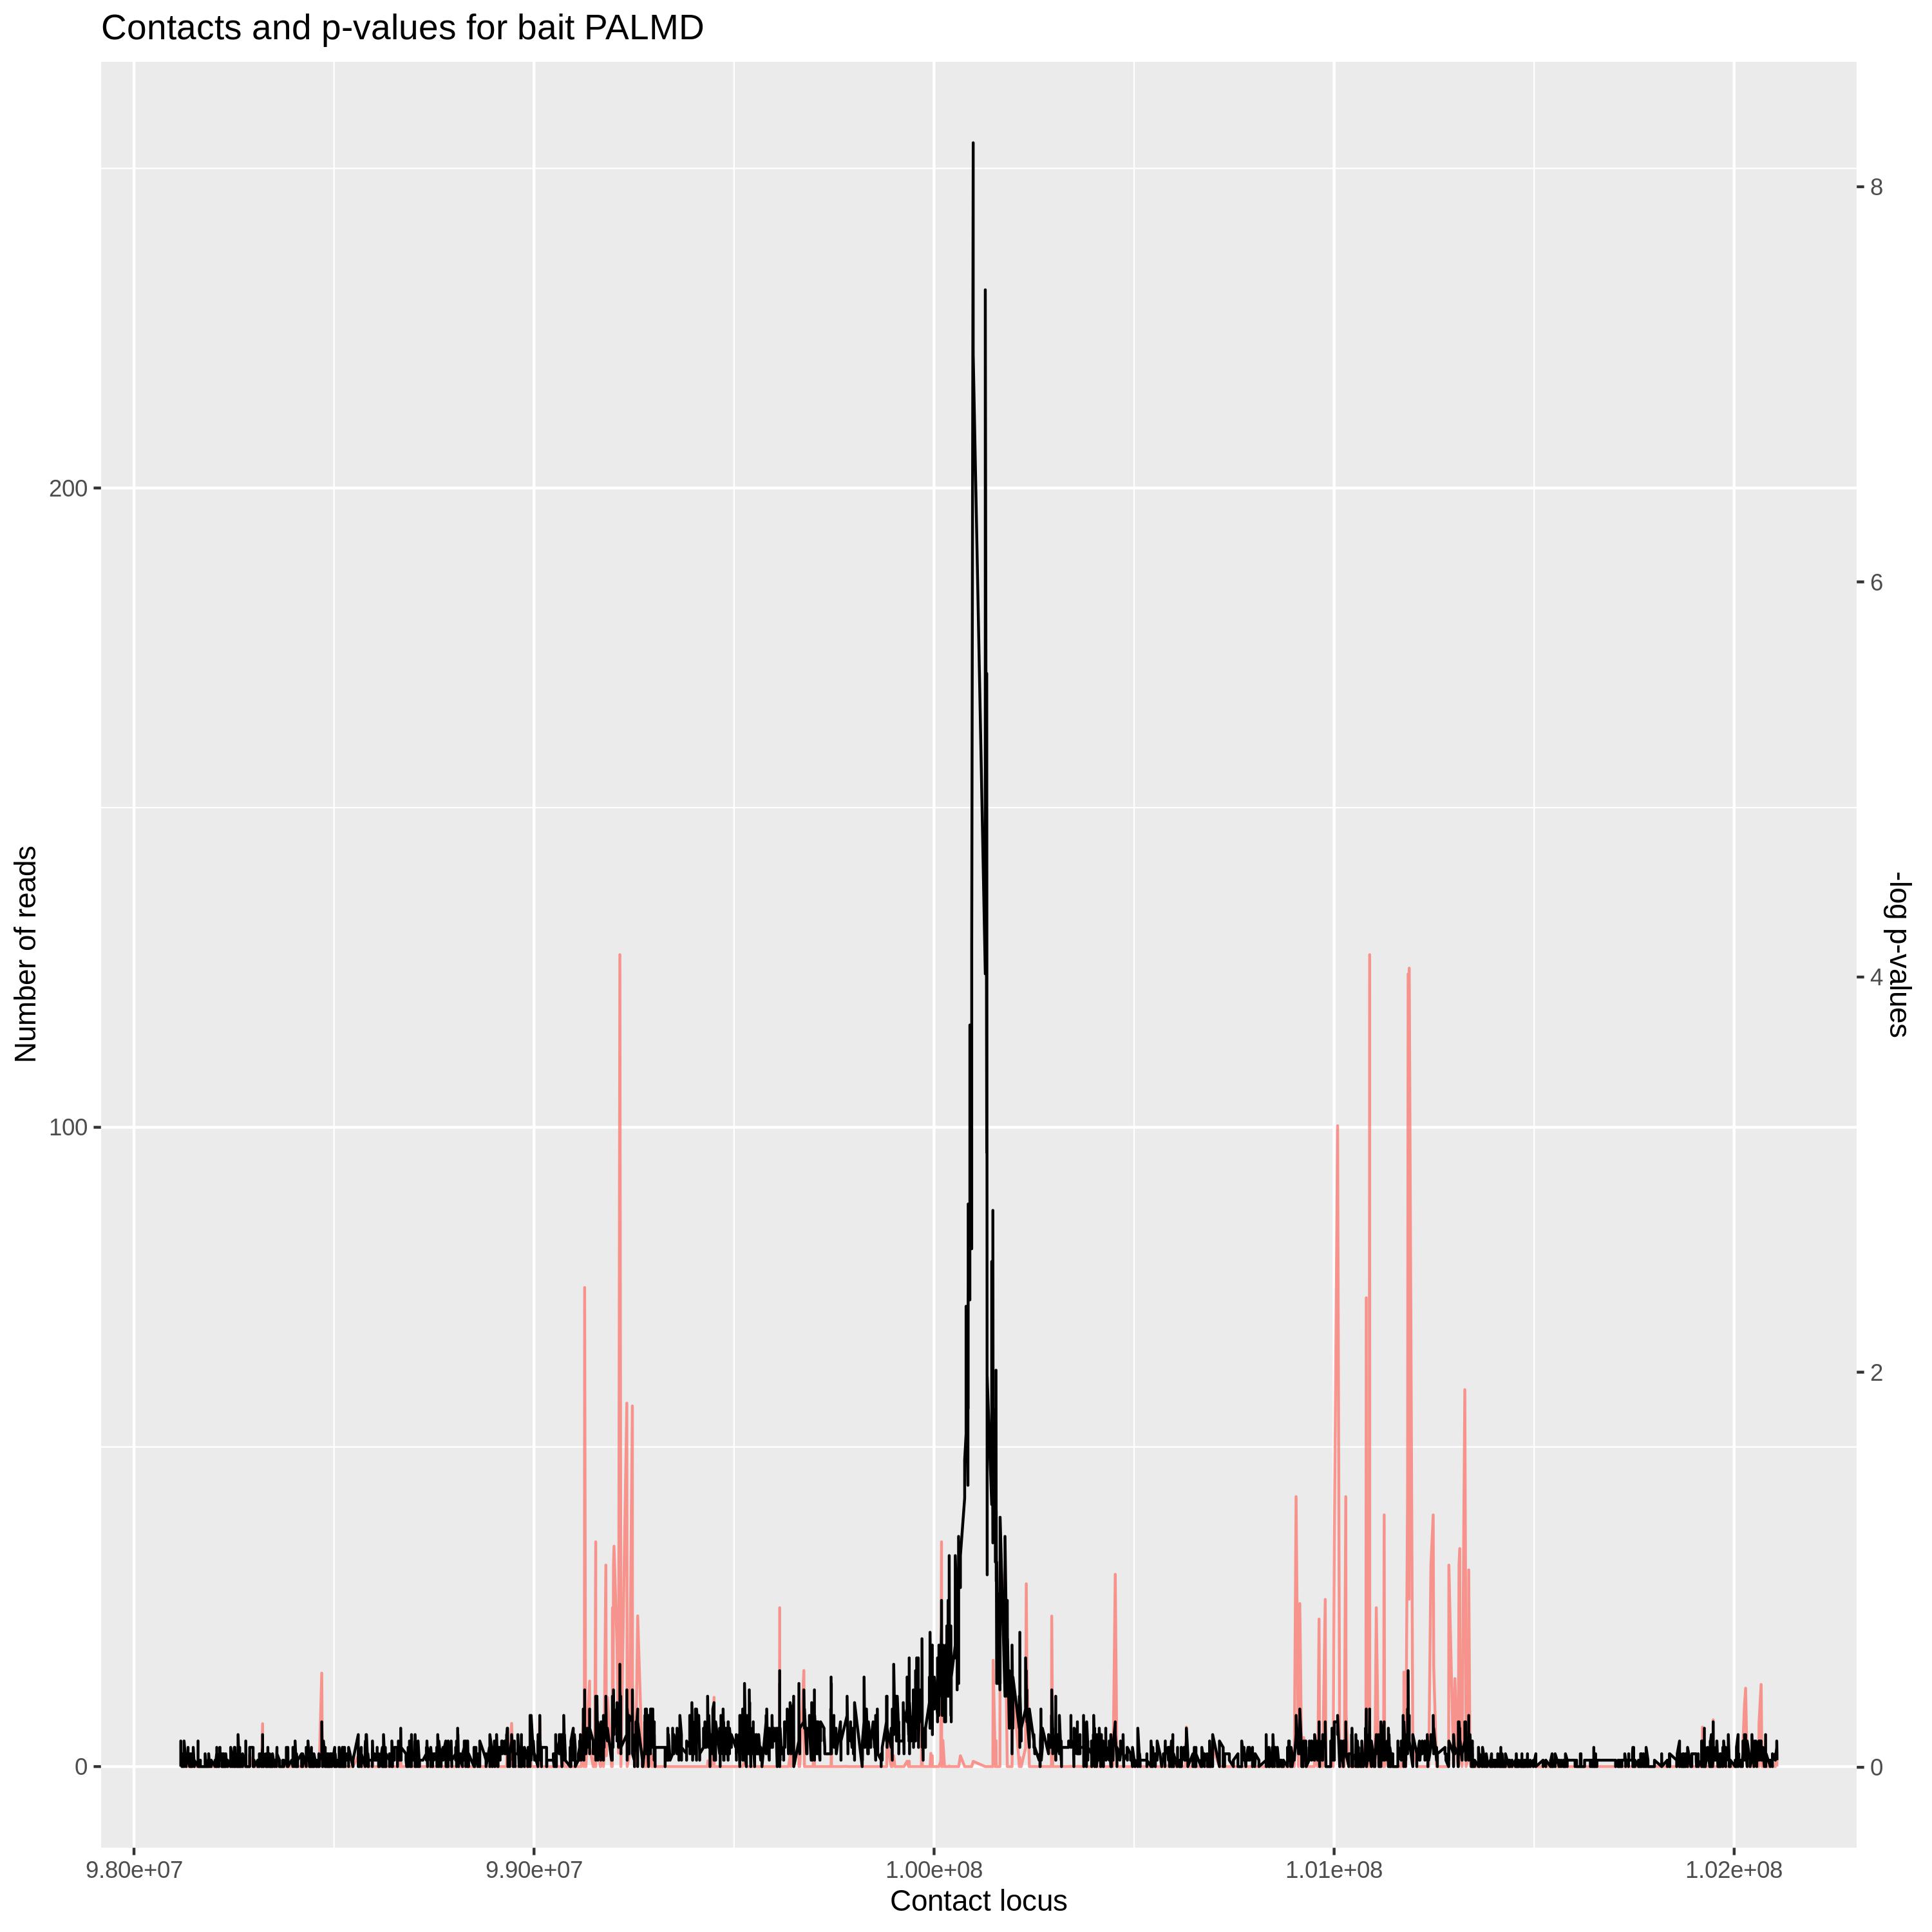 Contacts and p-values for bait PALMD
Number of reads
200
100
0
8
6
4
2
0
-log p-values
9.80e+07
9.90e+07
1.00e+08
1.01e+08
1.02e+08
Contact locus